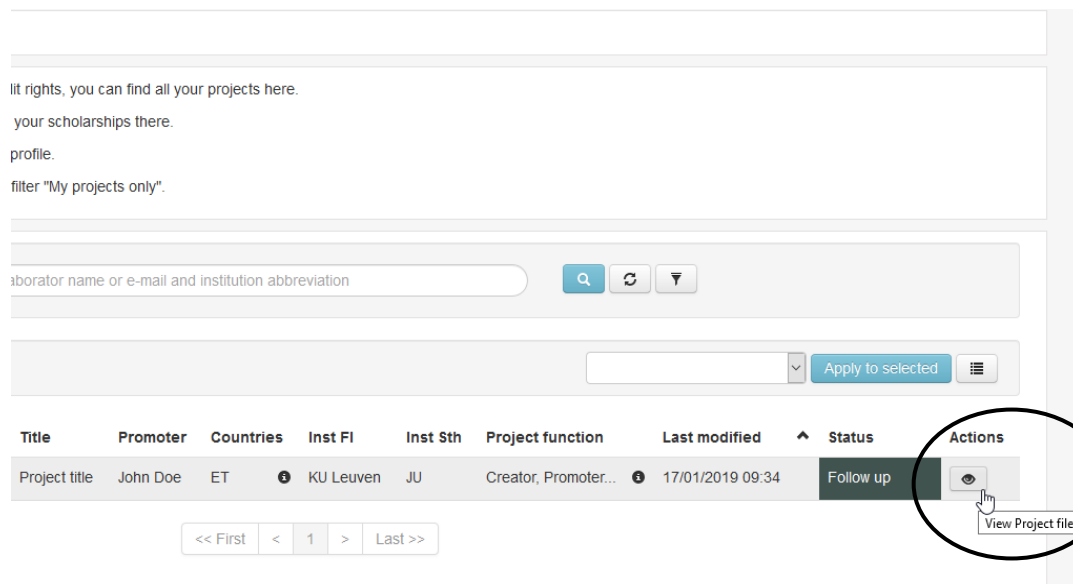 lit rights, you can find all your projects here.
your scholarships there.
profile.
filter "My projects only".
aborator name or e-mail and institution abbreviation
Apply to selected
Title Promoter Countries Inst Fl Inst Sth Project function Last modified Status Actions
Project title John Doe ET KU Leuven JU Creator, Promoter... 17/01/2019 09:34 Follow up
View Project file
<< First < 1 > Last >>